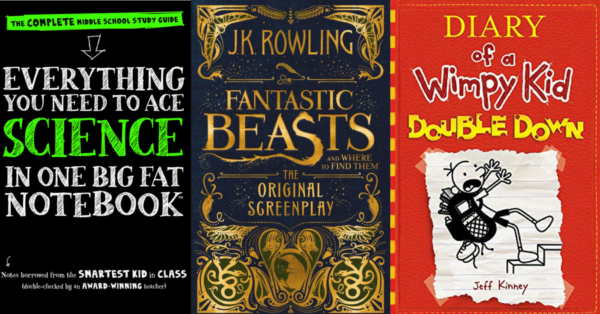 THE COMPLETE MIDDLE SCHOOL STUDY GUIDE
EVERYTHING
YOU NEED TO ACE
SCIENCE
IN ONE BIG FAT
NOTEBOOK
Notes borrowed from the SMARTEST KID in CLASS
(double-checked by an AWARD-WINNING teacher)
J.K. ROWLING
FANTASTIC
BEASTS
AND WHERE
TO FIND THEM
THE
ORIGINAL
SCREENPLAY
DIARY
of a
Wimpy Kid
DOUBLE DOWN
Jeff Kinney